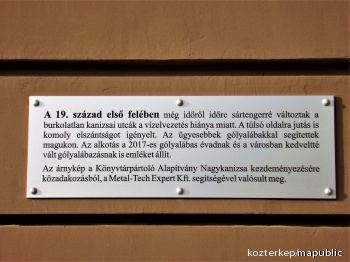 A 19. század első felében még időről időre sártengerré változtak a
burkolatlan kanizsai utcák a vízelvezetés hiánya miatt. A túlsó oldalra jutás is
komoly elszántságot igényelt. Az ügyesebbek gólyalábakkal segítettek
magukon. Az alkotás a 2017-es gólyalábas évadnak és a városban kedveltté
vált gólyalábazásnak is emléket állít.
Az árnykép a Könyvtárpártoló Alapítvány Nagykanizsa kezdeményezésére
közadakozásból, a Metal-Tech Expert Kft. segítségével valósult meg.
kozterkep/mapublic